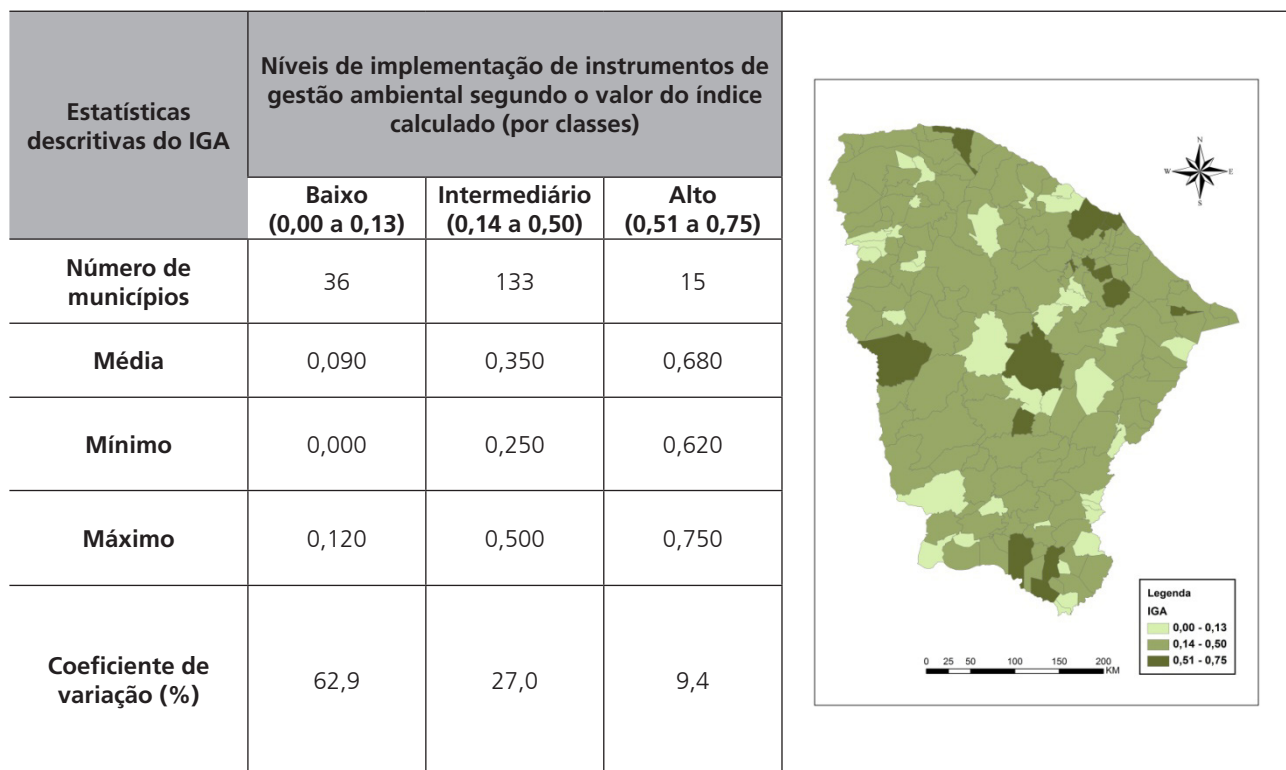 Estatísticas
descritivas do IGA
Níveis de implementação de instrumentos de
gestão ambiental segundo o valor do índice
calculado (por classes)
Baixo
(0,00 a 0,13)
Intermediário
(0,14 a 0,50)
Alto
(0,51 a 0,75)
Número de
municípios
36
133
15
Média
0,090
0,350
0,680
Mínimo
0,000
0,250
0,620
Máximo
0,120
0,500
0,750
Coeficiente de
variação (%)
62,9
27,0
9,4
N
W
E
S
Legenda
IGA
0,00 - 0,13
0,14 - 0,50
0,51 - 0,75
0 25 50 100 150 200
KM